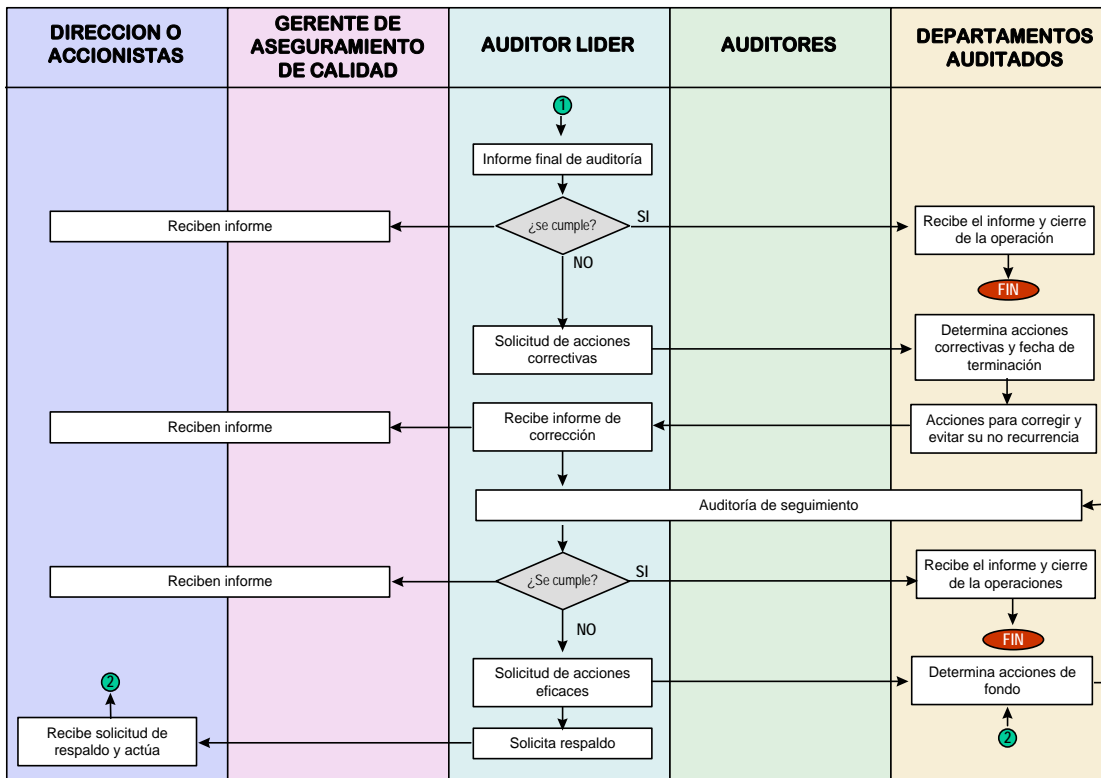 DIRECCION O
ACCIONISTAS
GERENTE DE
ASEGURAMIENTO
DE CALIDAD
AUDITOR LIDER
AUDITORES
DEPARTAMENTOS
AUDITADOS
1
Informe final de auditoría
Reciben informe
¿se cumple?
SI
Recibe el informe y cierre
de la operación
NO
FIN
Solicitud de acciones
correctivas
Determina acciones
correctivas y fecha de
terminación
Reciben informe
Recibe informe de
corrección
Acciones para corregir y
evitar su no recurrencia
Auditoría de seguimiento
Reciben informe
¿Se cumple?
SI
Recibe el informe y cierre
de la operaciones
NO
FIN
Solicitud de acciones
eficaces
Determina acciones de
fondo
2
Recibe solicitud de
respaldo y actúa
Solicita respaldo
2